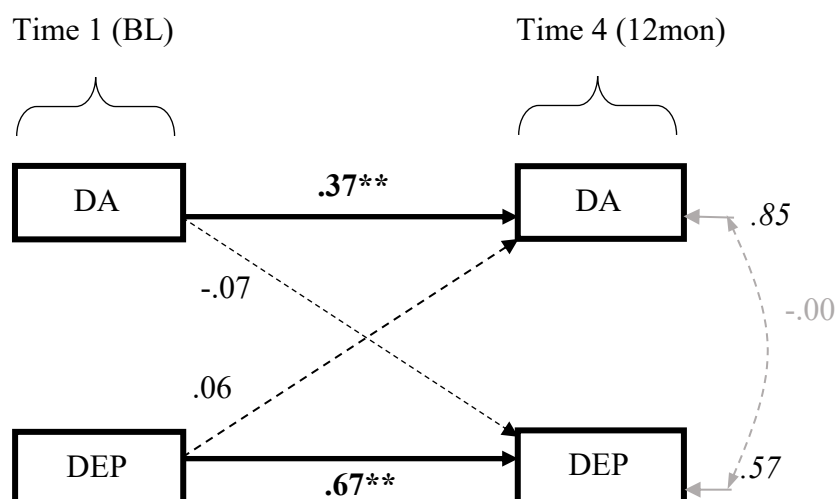 Time 1 (BL)
Time 4 (12mon)
DA
.37**
DA
.85
-.07
-.00
.06
DEP
.67**
DEP
.57